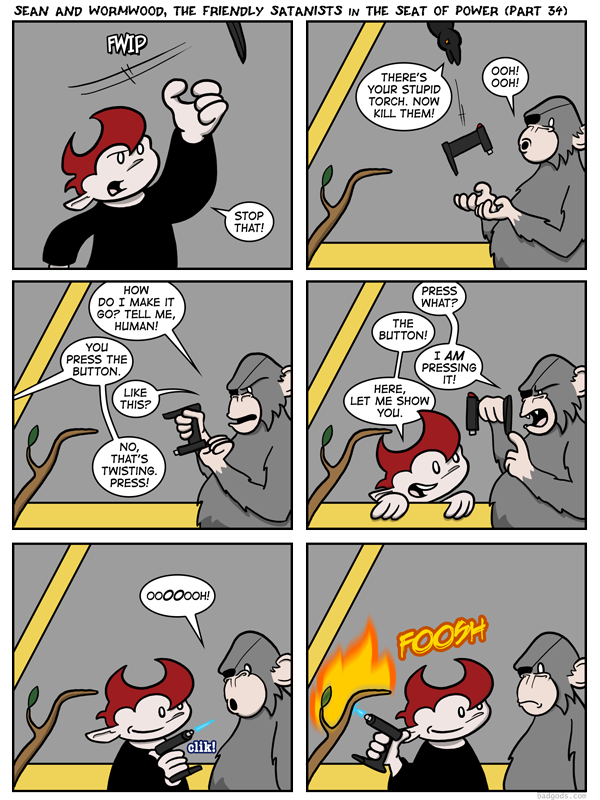 SEAN AND WORMWOOD, THE FRIENDLY SATANISTS IN THE SEAT OF POWER (PART 34)
FWIP
STOP
THAT!
THERE'S
YOUR STUPID
TORCH. NOW
KILL THEM!
OOH!
OOH!
HOW
DO I MAKE IT
GO? TELL ME,
HUMAN!
YOU
PRESS THE
BUTTON.
LIKE
THIS?
NO,
THAT'S
TWISTING.
PRESS!
PRESS
WHAT?
THE
BUTTON!
I AM
PRESSING
IT!
HERE,
LET ME SHOW
YOU.
OOOOOOH!
clik!
FOOSH
badgods.com